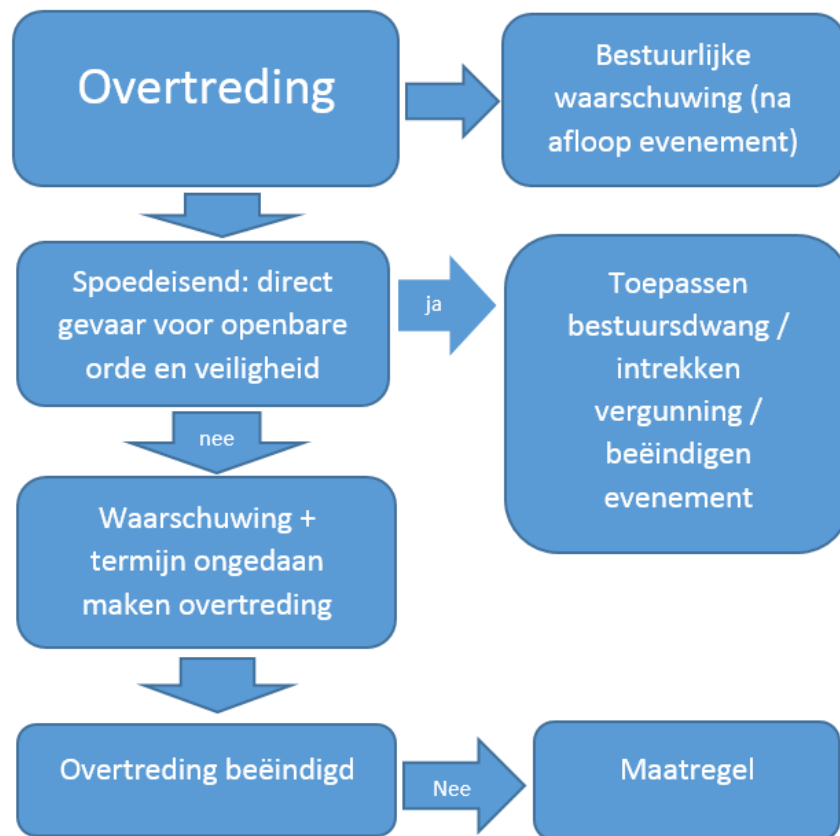 Overtreding
Bestuurlijke
waarschuwing (na
afloop evenement)
Spoedeisend: direct
gevaar voor openbare
orde en veiligheid
ja
Toepassen
bestuursdwang /
intrekken
vergunning /
beëindigen
evenement
nee
Waarschuwing +
termijn ongedaan
maken overtreding
Overtreding beëindigd
Nee
Maatregel